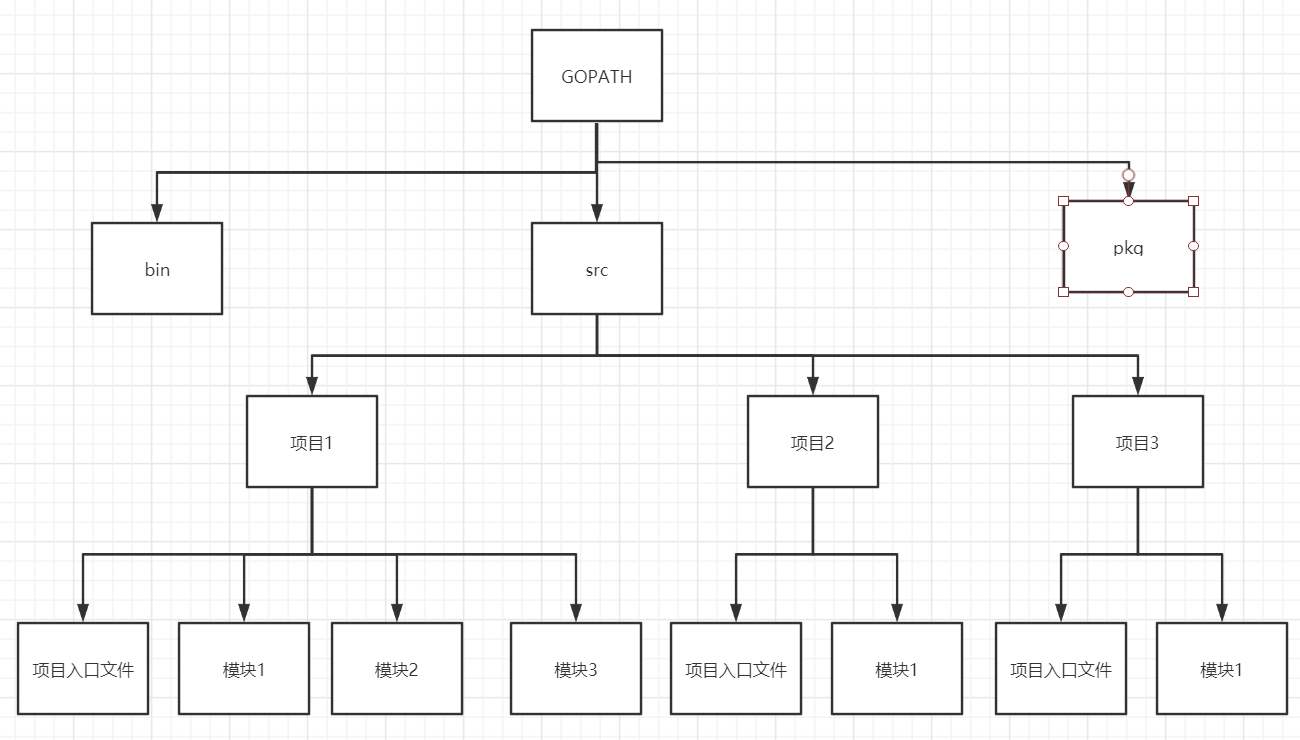 GOPATH
bin
src
pkg
项目1
项目2
项目3
项目入口文件
模块1
模块2
模块3
项目入口文件
模块1
项目入口文件
模块1